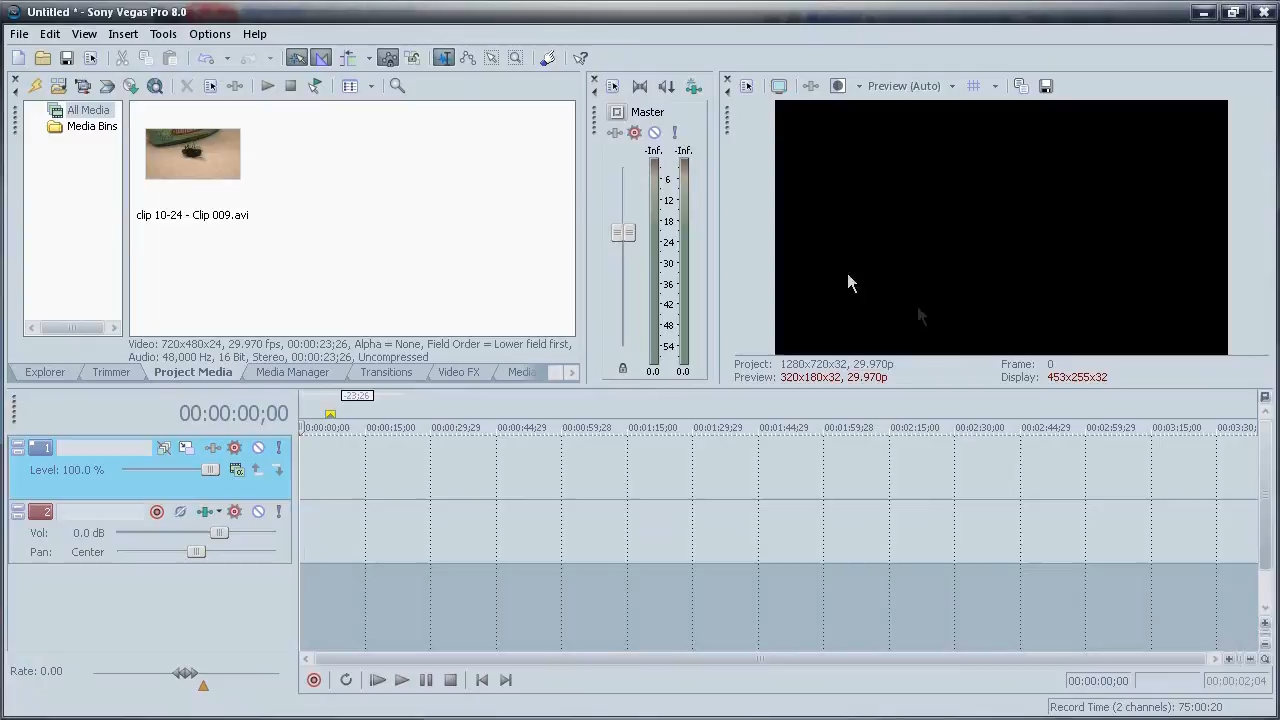 Untitled * - Sony Vegas Pro 8.0
File Edit View Insert Tools Options Help
Preview (Auto)
All Media
Media Bins
clip 10-24 - Clip 009.avi
Master
-Inf. -Inf.
6
12
18
24
30
36
42
48
54
0.0 0.0
Video: 720x480x24, 29.970 fps, 00:00:23;26, Alpha = None, Field Order = Lower field first,
Audio: 48,000 Hz, 16 Bit, Stereo, 00:00:23;26, Uncompressed
Project: 1280x720x32, 29.970p Frame: 0
Preview: 320x180x32, 29.970p Display: 453x255x32
Explorer Trimmer Project Media Media Manager Transitions Video FX Media
-23;26
00:00:00;00
00:00:00;00 00:00:15;00 00:00:29;29 00:00:44;29 00:00:59;28 00:01:15;00 00:01:29;29 00:01:44;29 00:01:59;28 00:02:15;00 00:02:30;00 00:02:44;29 00:02:59;29 00:03:15;00 00:03:30;
1
Level: 100.0 %
2
Vol: 0.0 dB
Pan: Center
Rate: 0.00
00:00:00;00 00:00:02;04
Record Time (2 channels): 75:00:20